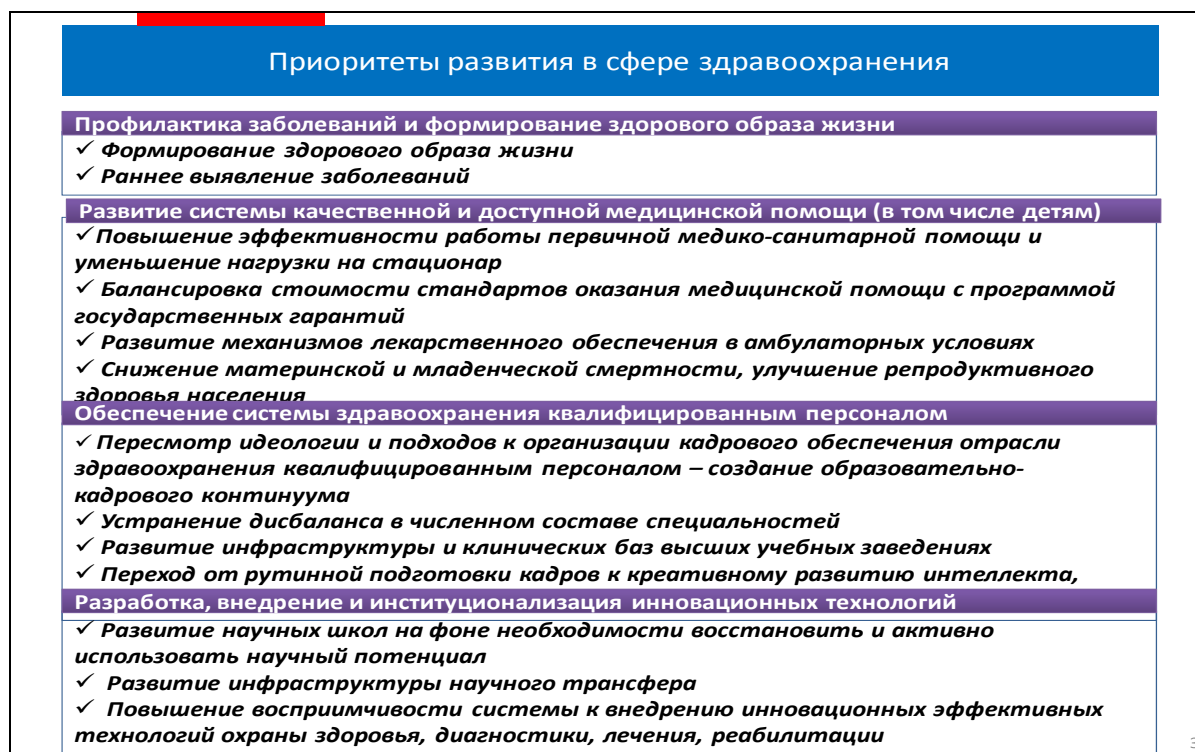 Приоритеты развития в сфере здравоохранения
Профилактика заболеваний и формирование здорового образа жизни
✓ Формирование здорового образа жизни
✓ Раннее выявление заболеваний
Развитие системы качественной и доступной медицинской помощи (в том числе детям)
✓Повышение эффективности работы первичной медико-санитарной помощи и
уменьшение нагрузки на стационар
✓ Балансировка стоимости стандартов оказания медицинской помощи с программой
государственных гарантий
✓ Развитие механизмов лекарственного обеспечения в амбулаторных условиях
✓ Снижение материнской и младенческой смертности, улучшение репродуктивного
здоровья населения
Обеспечение системы здравоохранения квалифицированным персоналом
✓ Пересмотр идеологии и подходов к организации кадрового обеспечения отрасли
здравоохранения квалифицированным персоналом – создание образовательно-
кадрового континуума
✓ Устранение дисбаланса в численном составе специальностей
✓ Развитие инфраструктуры и клинических баз высших учебных заведениях
✓ Переход от рутинной подготовки кадров к креативному развитию интеллекта,
Разработка, внедрение и институционализация инновационных технологий
✓ Развитие научных школ на фоне необходимости восстановить и активно
использовать научный потенциал
✓ Развитие инфраструктуры научного трансфера
✓ Повышение восприимчивости системы к внедрению инновационных эффективных
технологий охраны здоровья, диагностики, лечения, реабилитации